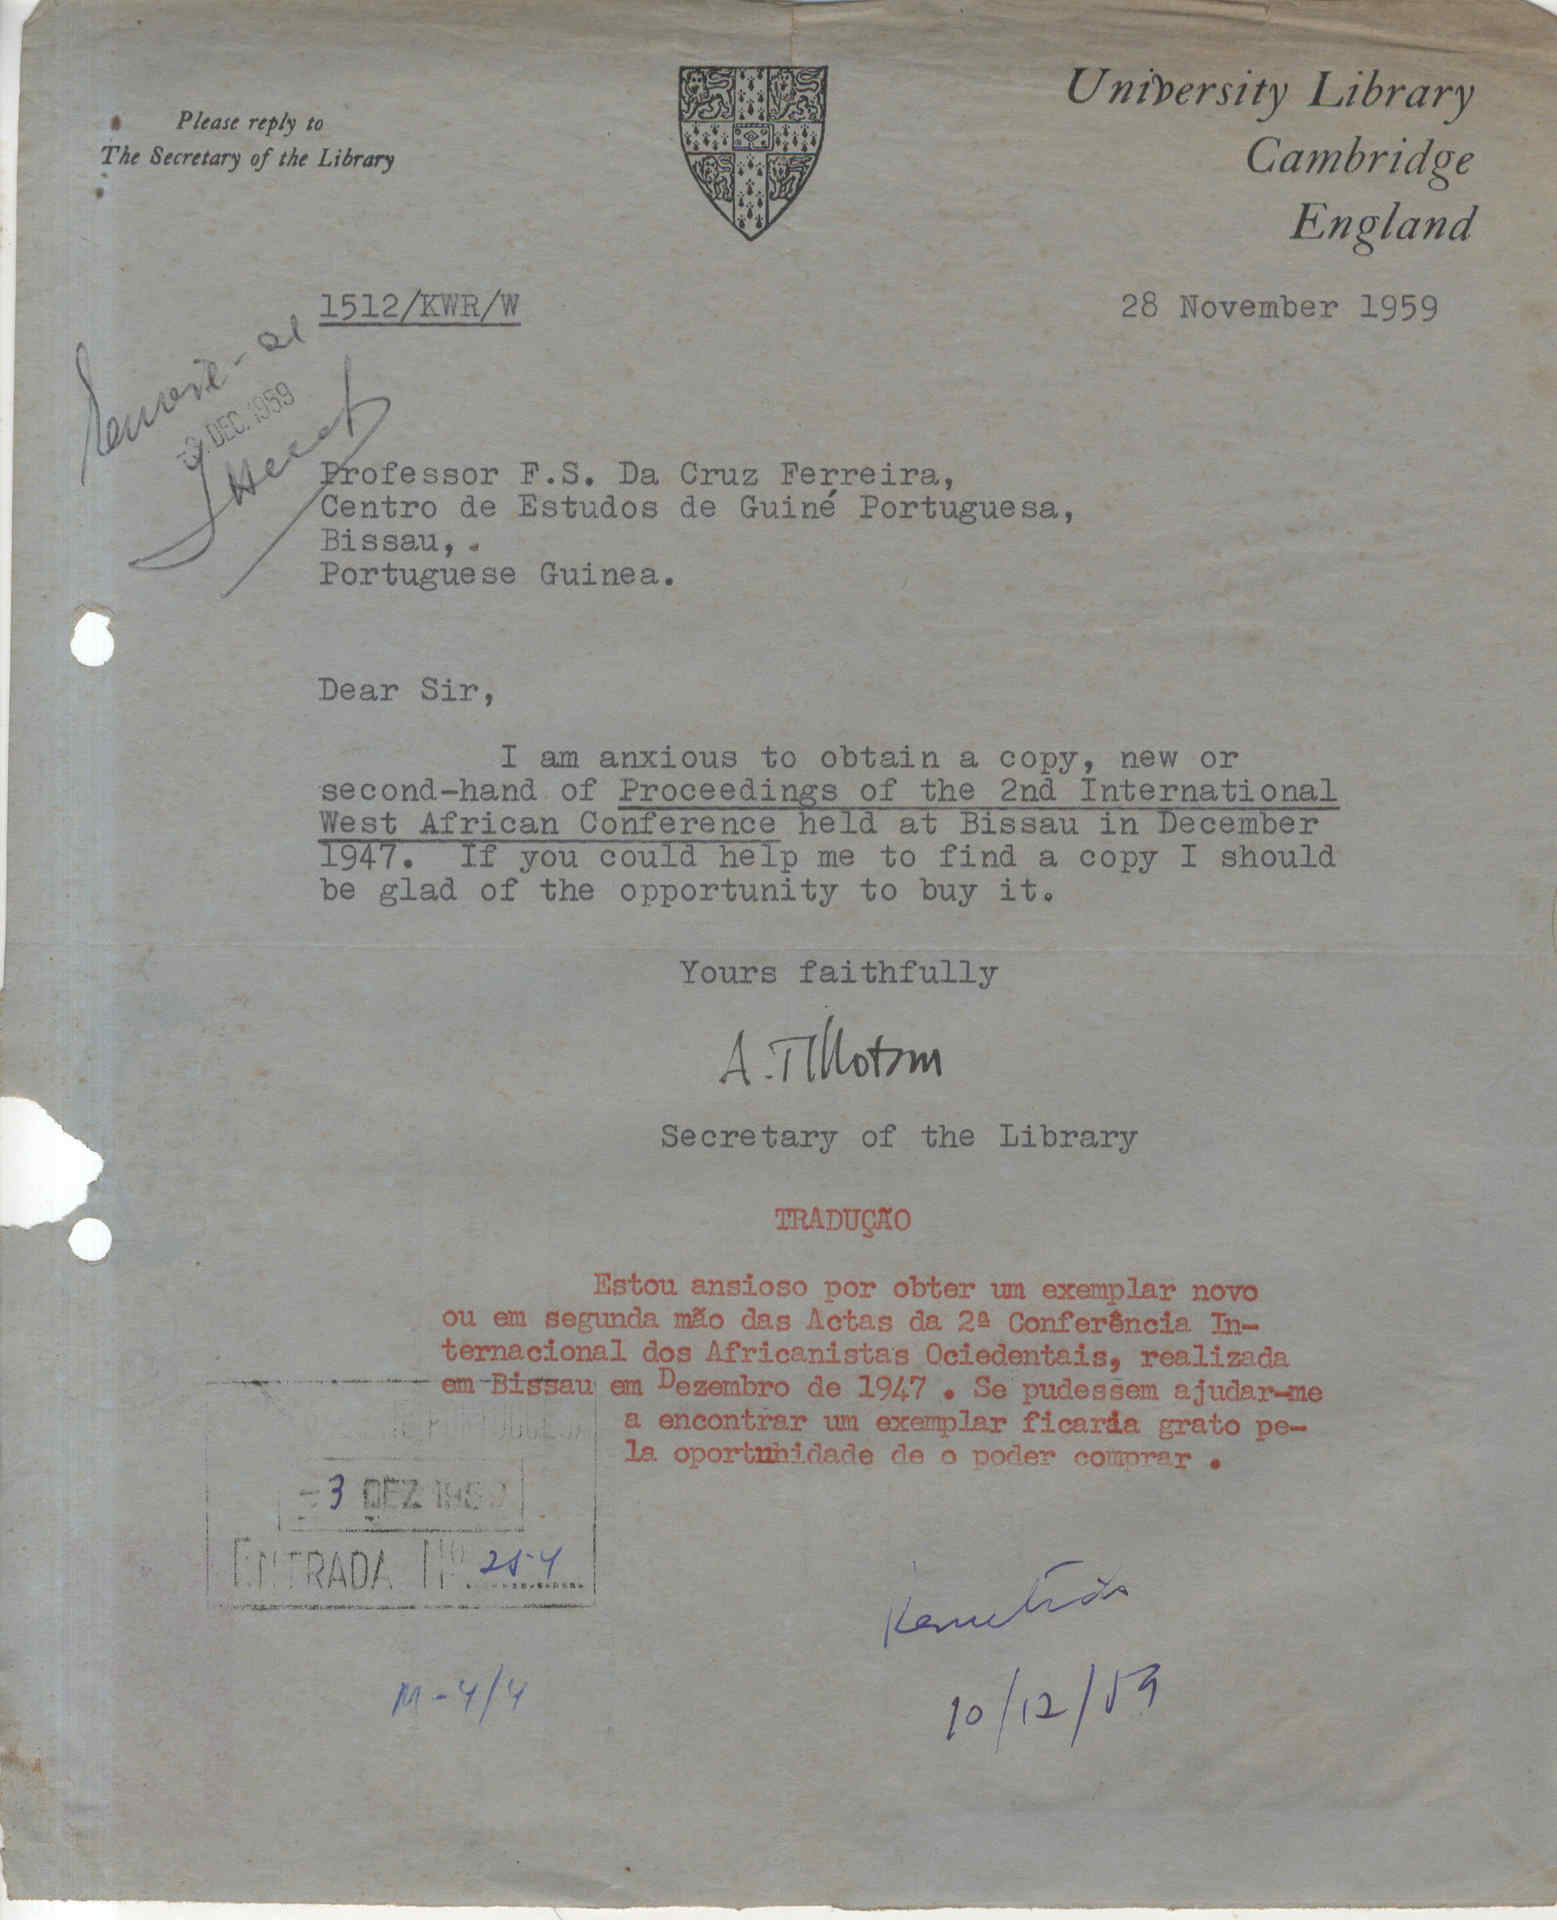 Please reply to
The Secretary of the Library
University Library
Cambridge
England
1512/KWR/W
28 November 1959
DEC. 1959
Professor F.S. Da Cruz Ferreira,
Centro de Estudos de Guiné Portuguesa,
Bissau, .
Portuguese Guinea.
Dear Sir,
I am anxious to obtain a copy, new or
second-hand of Proceedings of the 2nd International
West African Conference held at Bissau in December
1947. If you could help me to find a copy I should
be glad of the opportunity to buy it.
Yours faithfully
Secretary of the Library
TRADUÇÃO
Estou ansioso por obter um exemplar novo
ou em segunda mão das Actas da 2ª Conferência In-
ternacional dos Africanistas Ociedentais, realizada
em Bissau em Dezembro de 1947 . Se pudessem ajudar-me
a encontrar um exemplar ficaria grato pe-
la oportunhidade de o poder comprar .
-3 DEZ 1959
ENTRADA Nº 254
M-4/4
10/12/59